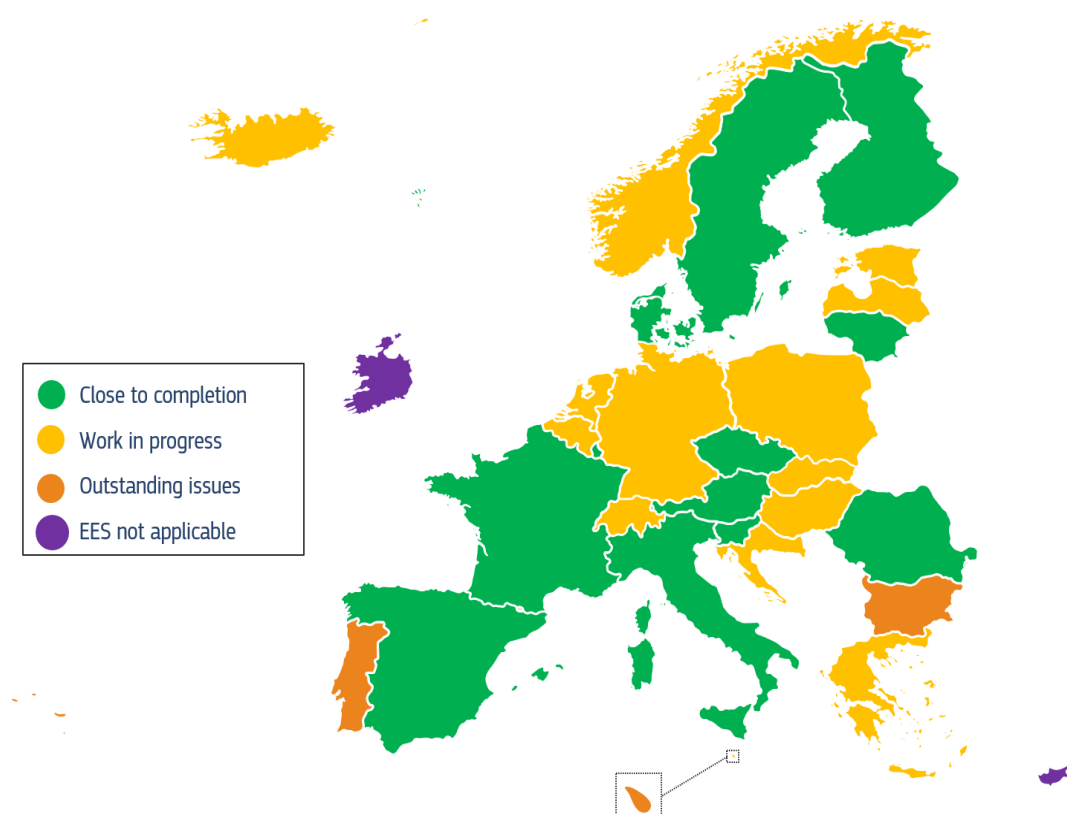 Close to completion
Work in progress
Outstanding issues
EES not applicable